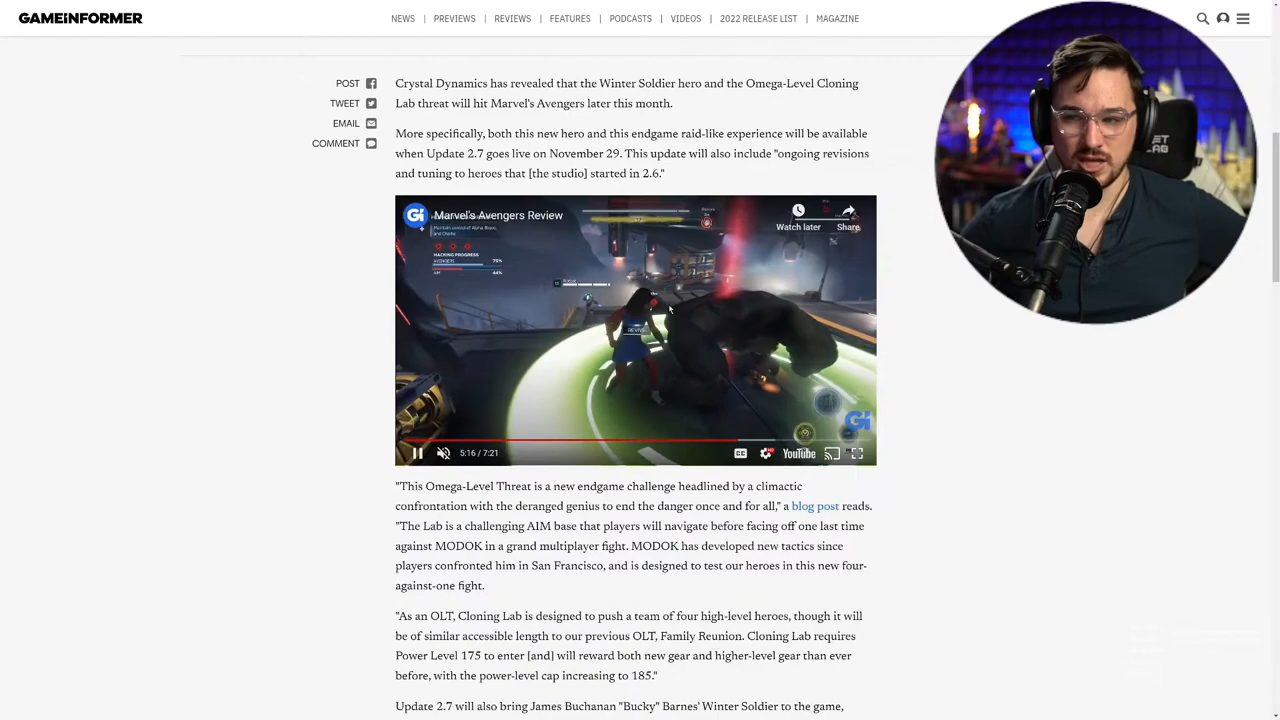 GAMEINFORMER
NEWS | PREVIEWS | REVIEWS | FEATURES | PODCASTS | VIDEOS | 2022 RELEASE LIST | MAGAZINE
POST
TWEET
EMAIL
COMMENT
Crystal Dynamics has revealed that the Winter Soldier hero and the Omega-Level Cloning
Lab threat will hit Marvel's Avengers later this month.
More specifically, both this new hero and this endgame raid-like experience will be available
when Update 2.7 goes live on November 29. This update will also include "ongoing revisions
and tuning to heroes that [the studio] started in 2.6."
Gi Marvel's Avengers Review
Watch later Share
HACKING PROGRESS
AVENGERS 75%
44%
REVIVE
Gi
5:16 / 7:21
CC YouTube
"This Omega-Level Threat is a new endgame challenge headlined by a climactic
confrontation with the deranged genius to end the danger once and for all," a blog post reads.
"The Lab is a challenging AIM base that players will navigate before facing off one last time
against MODOK in a grand multiplayer fight. MODOK has developed new tactics since
players confronted him in San Francisco, and is designed to test our heroes in this new four-
against-one fight.
"As an OLT, Cloning Lab is designed to push a team of four high-level heroes, though it will
be of similar accessible length to our previous OLT, Family Reunion. Cloning Lab requires
Power Level 175 to enter [and] will reward both new gear and higher-level gear than ever
before, with the power-level cap increasing to 185."
Update 2.7 will also bring James Buchanan "Bucky" Barnes' Winter Soldier to the game,